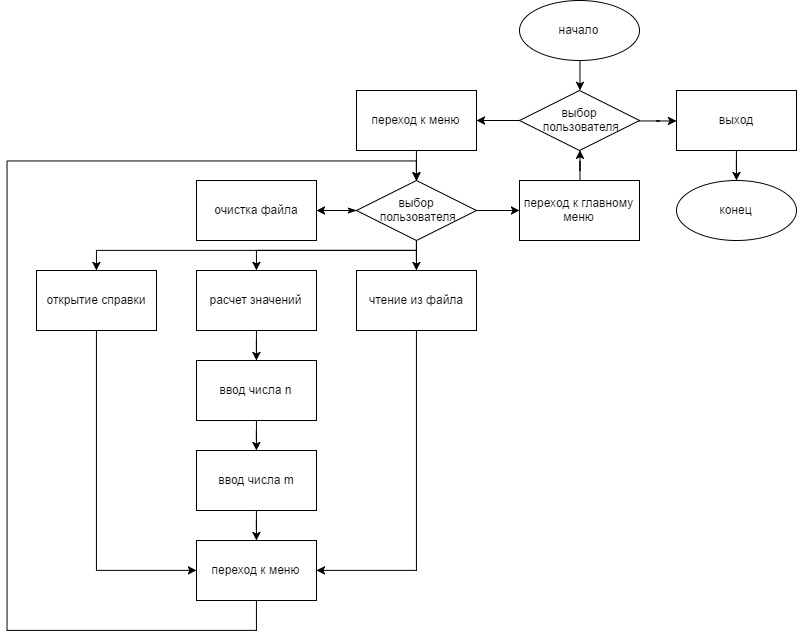 начало
переход к меню
выбор
пользователя
выход
очистка файла
выбор
пользователя
переход к главному
меню
конец
открытие справки
расчет значений
чтение из файла
ввод числа n
ввод числа m
переход к меню